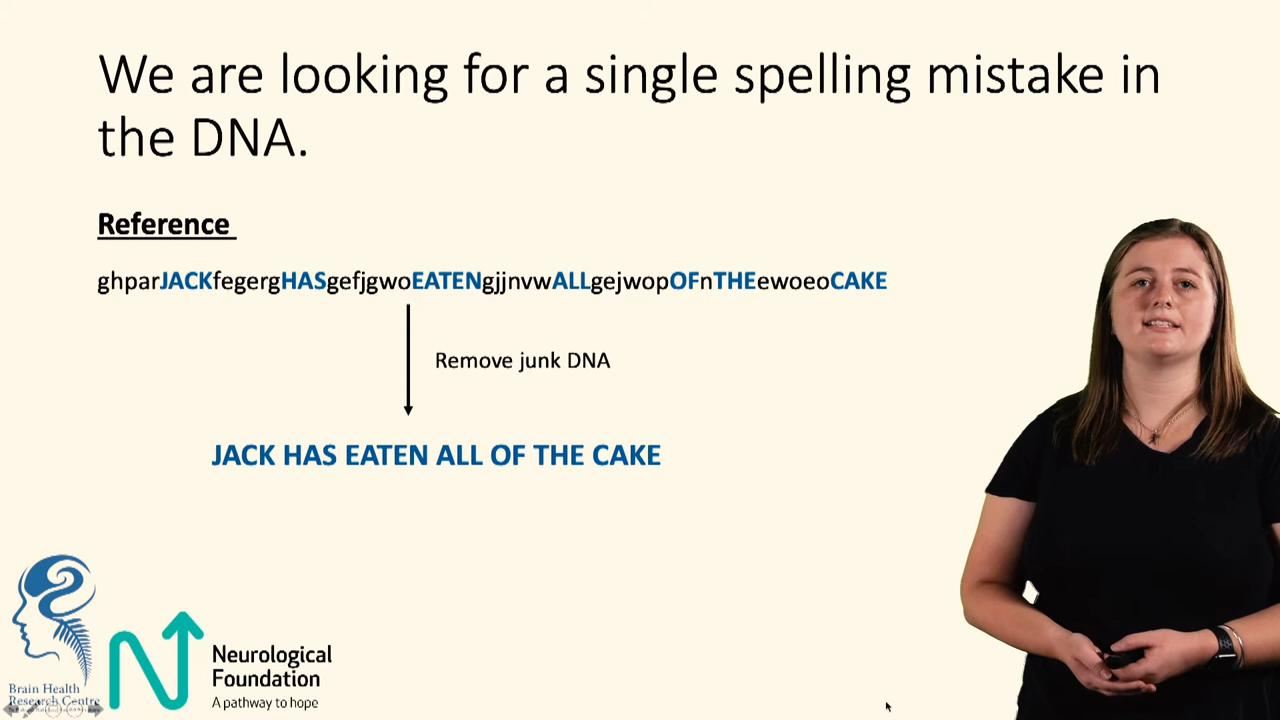 We are looking for a single spelling mistake in
the DNA.
Reference
ghparJACKfegergHASgefjgwoEATENgjjnvwALLgejwopOFnTHEewoeoCAKE
Remove junk DNA
JACK HAS EATEN ALL OF THE CAKE
Brain Health
Research Centre
Neurological
Foundation
A pathway to hope